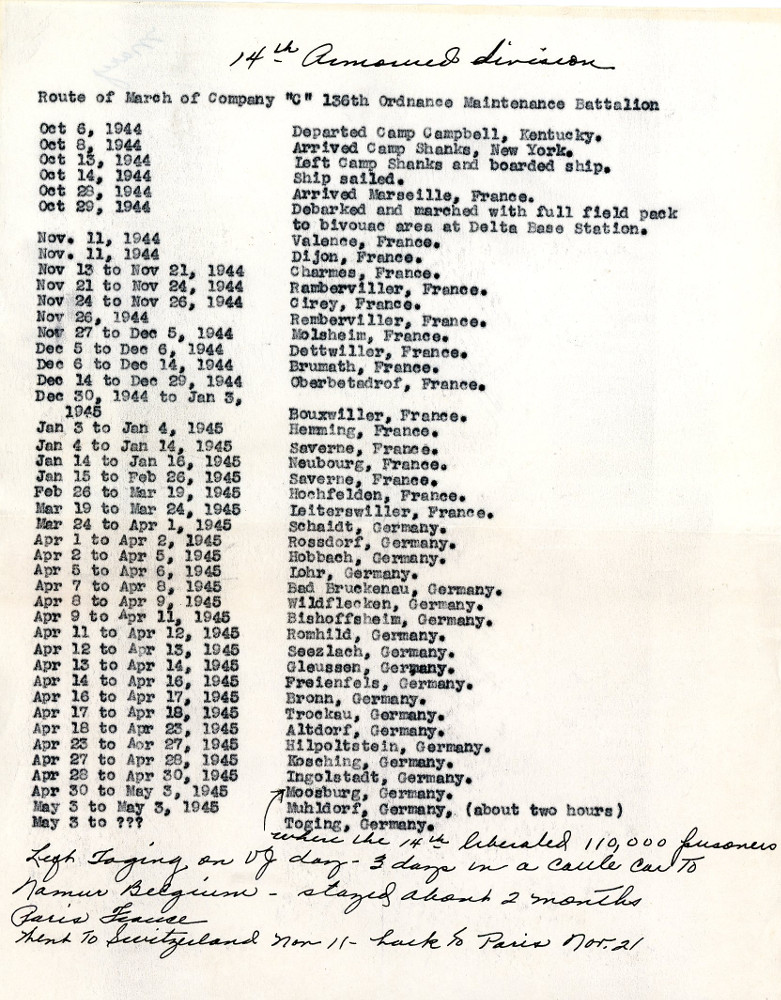 14th Armoured division
Route of March of Company "C" 136th Ordnance Maintenance Battalion
Oct 6, 1944 Departed Camp Campbell, Kentucky.
Oct 8, 1944 Arrived Camp Shanks, New York.
Oct 13, 1944 Left Camp Shanks and boarded ship.
Oct 14, 1944 Ship sailed.
Oct 28, 1944 Arrived Marseille, France.
Oct 29, 1944 Debarked and marched with full field pack
to bivouac area at Delta Base Station.
Nov. 11, 1944 Valence, France.
Nov. 11, 1944 Dijon, France.
Nov 13 to Nov 21, 1944 Charmes, France.
Nov 21 to Nov 24, 1944 Ramberviller, France.
Nov 24 to Nov 26, 1944 Cirey, France.
Nov 26, 1944 Remberviller, France.
Nov 27 to Dec 5, 1944 Molsheim, France.
Dec 5 to Dec 6, 1944 Dettwiller, France.
Dec 6 to Dec 14, 1944 Brumath, France.
Dec 14 to Dec 29, 1944 Oberbetadrof, France.
Dec 30, 1944 to Jan 3,
1945 Bouxwiller, France.
Jan 3 to Jan 4, 1945 Hemming, France.
Jan 4 to Jan 14, 1945 Saverne, France.
Jan 14 to Jan 16, 1945 Neubourg, France.
Jan 15 to Feb 26, 1945 Saverne, France.
Feb 26 to Mar 19, 1945 Hochfelden, France.
Mar 19 to Mar 24, 1945 Leiterswiller, France.
Mar 24 to Apr 1, 1945 Schaidt, Germany.
Apr 1 to Apr 2, 1945 Rossdorf, Germany.
Apr 2 to Apr 5, 1945 Hobbach, Germany.
Apr 5 to Apr 6, 1945 Lohr, Germany.
Apr 7 to Apr 8, 1945 Bad Bruckenau, Germany.
Apr 8 to Apr 9, 1945 Wildflecken, Germany.
Apr 9 to Apr 11, 1945 Bishoffsheim, Germany.
Apr 11 to Apr 12, 1945 Romhild, Germany.
Apr 12 to Apr 13, 1945 Seezlach, Germany.
Apr 13 to Apr 14, 1945 Gleussen, Germany.
Apr 14 to Apr 16, 1945 Freienfels, Germany.
Apr 16 to Apr 17, 1945 Bronn, Germany.
Apr 17 to Apr 18, 1945 Trockau, Germany.
Apr 18 to Apr 23, 1945 Altdorf, Germany.
Apr 23 to Aor 27, 1945 Hilpoltstein, Germany.
Apr 27 to Apr 28, 1945 Kosching, Germany.
Apr 28 to Apr 30, 1945 Ingolstadt, Germany.
Apr 30 to May 3, 1945 Moosburg, Germany.
May 3 to May 3, 1945 Muhldorf, Germany, (about two hours)
May 3 to ??? Toging, Germany.
where the 14th liberated 110,000 prisoners
Left Toging on VJ day - 3 days in a cattle car To
Namur Belgium - stayed about 2 months
Paris France
Went To Switzerland Nov 11 - back to Paris Nov. 21